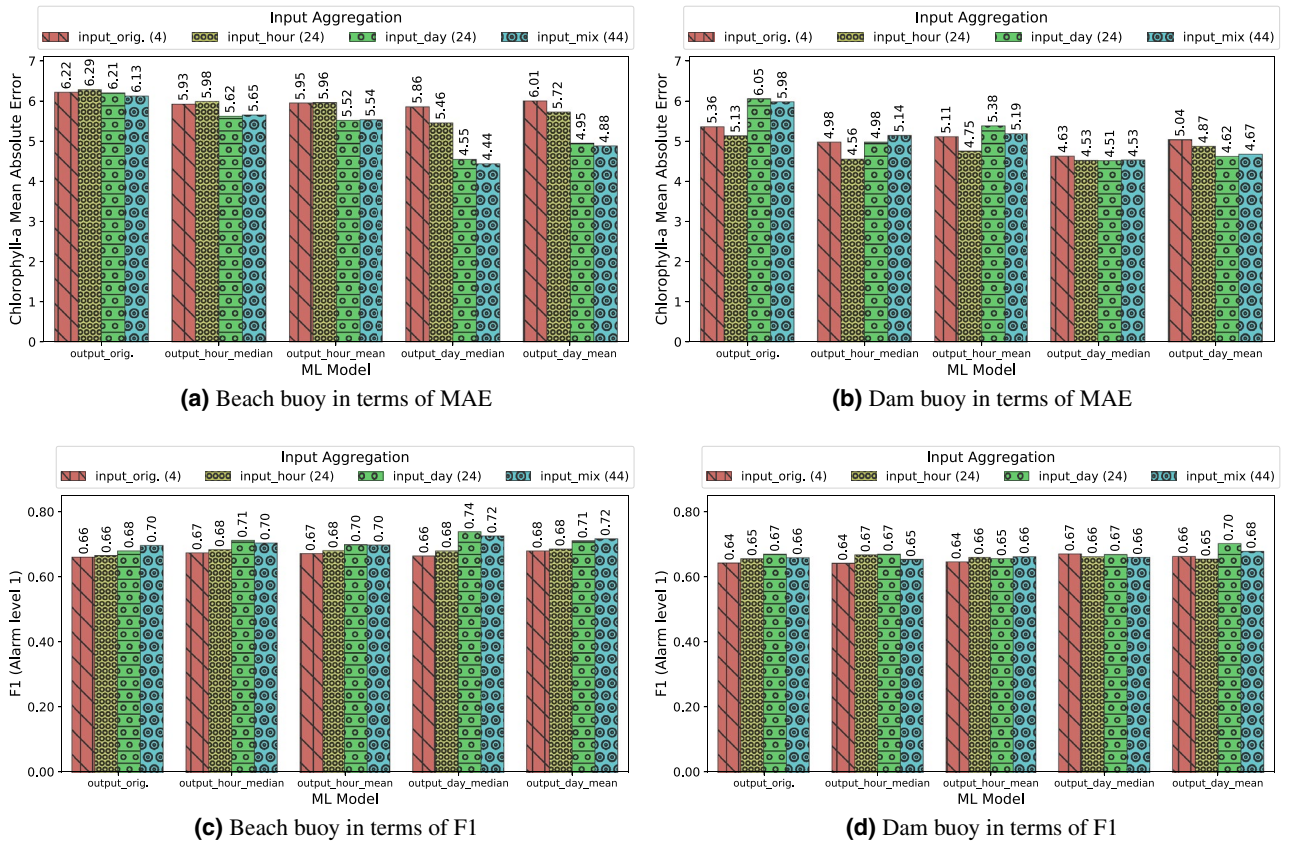 Input Aggregation
input_orig. (4) input_hour (24) input_day (24) input_mix (44)
Chlorophyll-a Mean Absolute Error
7
6
5
4
3
2
1
0
6.22 6.29 6.21 6.13 5.93 5.98 5.62 5.65 5.95 5.96 5.52 5.54 5.86 5.46 4.55 4.44 6.01 5.72 4.95 4.88
output_orig. output_hour_median output_hour_mean output_day_median output_day_mean
ML Model
(a) Beach buoy in terms of MAE
Input Aggregation
input_orig. (4) input_hour (24) input_day (24) input_mix (44)
Chlorophyll-a Mean Absolute Error
7
6
5
4
3
2
1
0
5.36 5.13 6.05 5.98 4.98 4.56 4.98 5.14 5.11 4.75 5.38 5.19 4.63 4.53 4.51 4.53 5.04 4.87 4.62 4.67
output_orig. output_hour_median output_hour_mean output_day_median output_day_mean
ML Model
(b) Dam buoy in terms of MAE
Input Aggregation
input_orig. (4) input_hour (24) input_day (24) input_mix (44)
F1 (Alarm level 1)
0.80
0.60
0.40
0.20
0.00
0.66 0.66 0.68 0.70 0.67 0.68 0.71 0.70 0.67 0.68 0.70 0.70 0.66 0.68 0.74 0.72 0.68 0.68 0.71 0.72
output_orig. output_hour_median output_hour_mean output_day_median output_day_mean
ML Model
(c) Beach buoy in terms of F1
Input Aggregation
input_orig. (4) input_hour (24) input_day (24) input_mix (44)
F1 (Alarm level 1)
0.80
0.60
0.40
0.20
0.00
0.64 0.65 0.67 0.66 0.64 0.67 0.67 0.65 0.64 0.66 0.65 0.66 0.67 0.66 0.67 0.66 0.66 0.65 0.70 0.68
output_orig. output_hour_median output_hour_mean output_day_median output_day_mean
ML Model
(d) Dam buoy in terms of F1